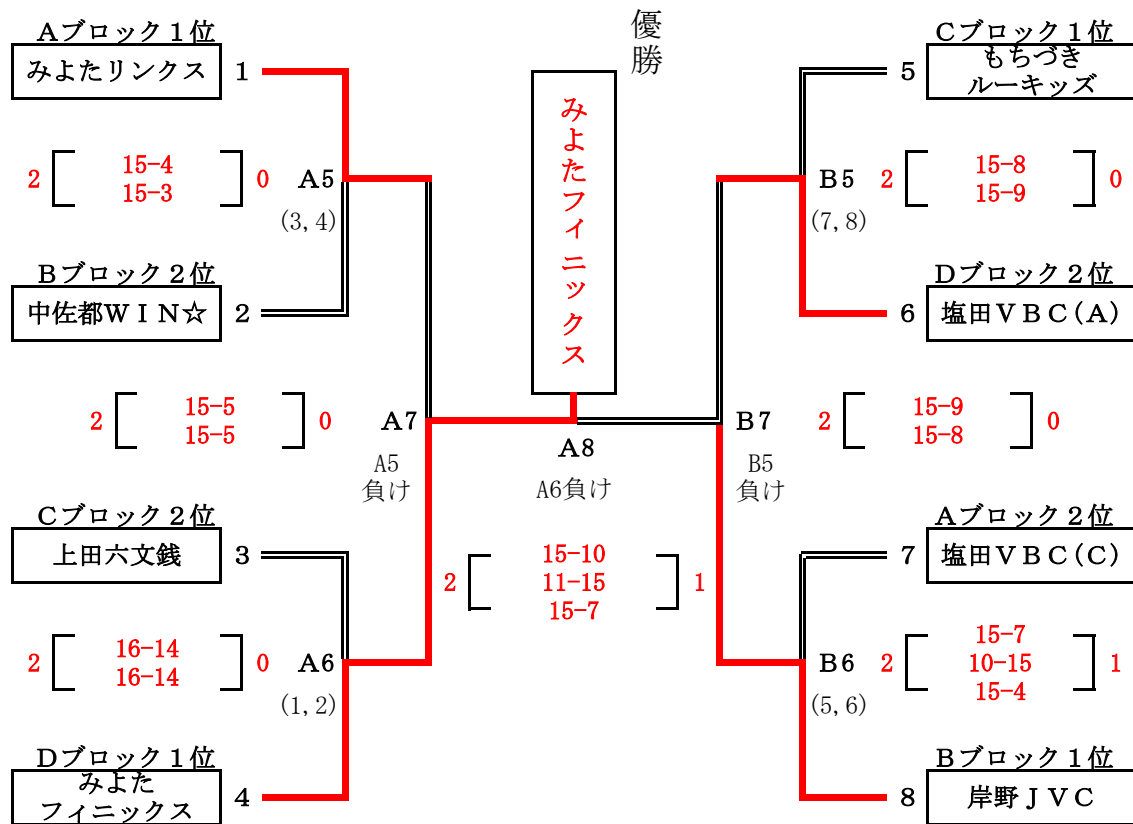 優勝
Aブロック１位
みよたリンクス
1
2
15-4
15-3
0
A5
(3,4)
Bブロック２位
中佐都ＷＩＮ☆
2
2
15-5
15-5
0
A7
A5
負け
Cブロック２位
上田六文銭
3
2
16-14
16-14
0
A6
(1,2)
Dブロック１位
みよた
フィニックス
4
みよたフィニックス
A8
A6負け
2
15-10
11-15
15-7
1
Cブロック１位
もちづき
ルーキッズ
5
B5
(7,8)
2
15-8
15-9
0
Dブロック２位
塩田ＶＢＣ(Ａ)
6
B7
B5
負け
2
15-9
15-8
0
Aブロック２位
塩田ＶＢＣ(Ｃ)
7
B6
(5,6)
2
15-7
10-15
15-4
1
Bブロック１位
岸野ＪＶＣ
8